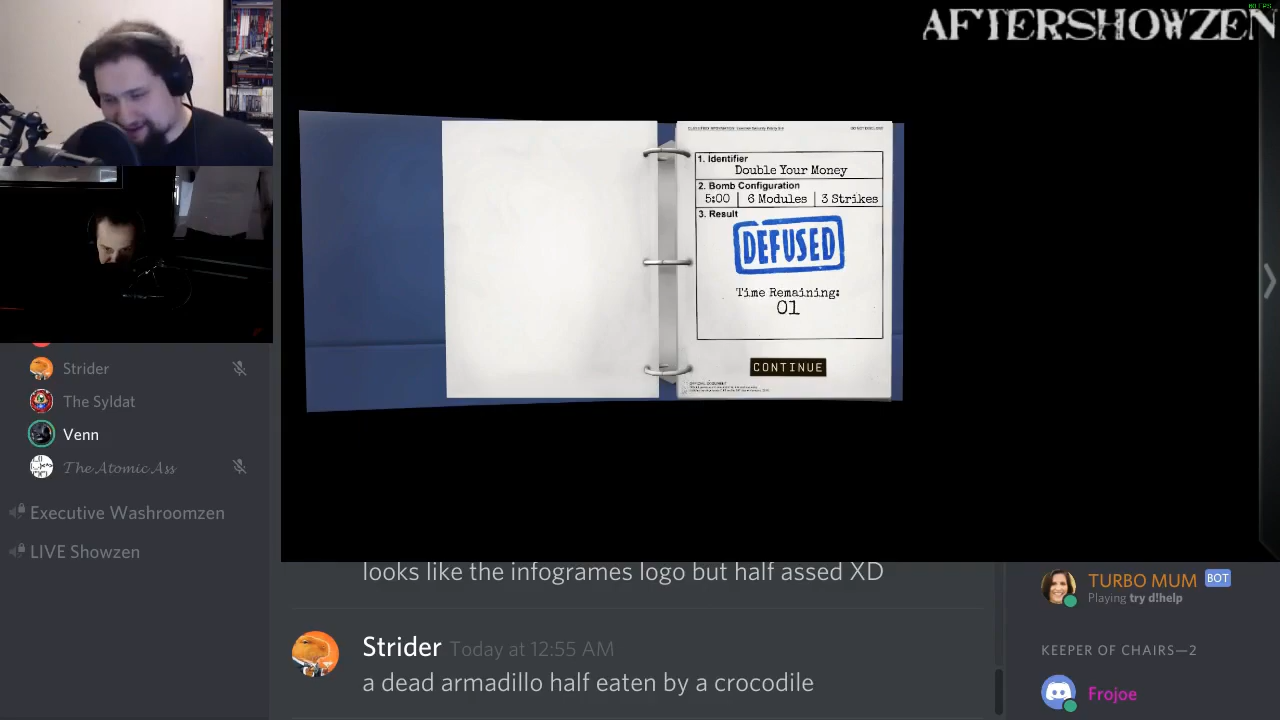 AFTERSHOWZEN
1. Identifier
Double Your Money
2. Bomb Configuration
5:00 | 6 Modules | 3 Strikes
3. Result
DEFUSED
Time Remaining:
01
CONTINUE
Strider
The Syldat
Venn
The Atomic Ass
Executive Washroomzen
LIVE Showzen
looks like the infogrames logo but half assed XD
Strider Today at 12:55 AM
a dead armadillo half eaten by a crocodile
TURBO MUM BOT
Playing try d!help
KEEPER OF CHAIRS—2
Frojoe